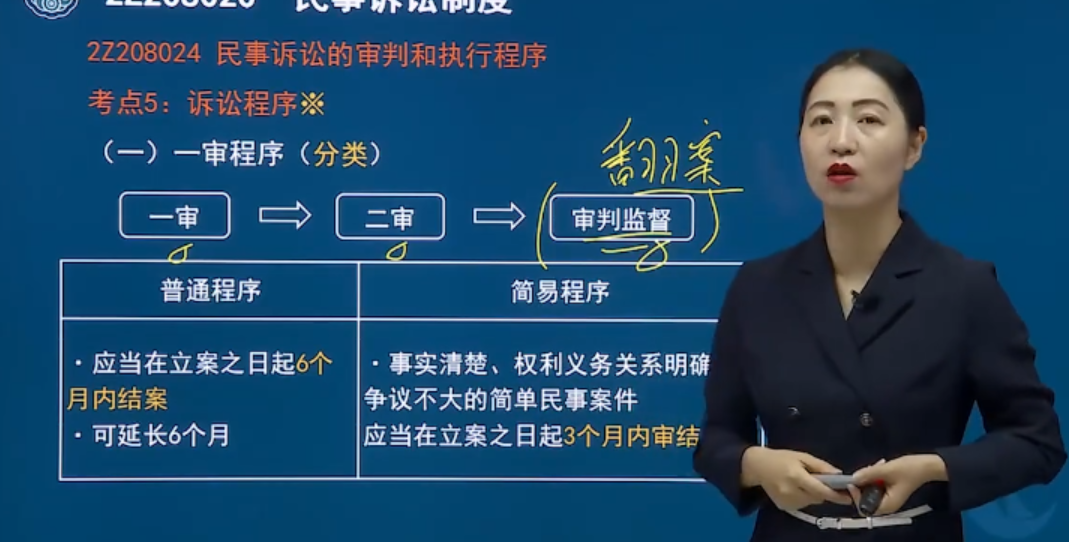 2Z208020 民事诉讼制度
2Z208024 民事诉讼的审判和执行程序
考点5：诉讼程序※
（一）一审程序（分类）
翻案
一审
二审
审判监督
普通程序
简易程序
·应当在立案之日起6个
月内结案
·可延长6个月
·事实清楚、权利义务关系明确
争议不大的简单民事案件
应当在立案之日起3个月内审结